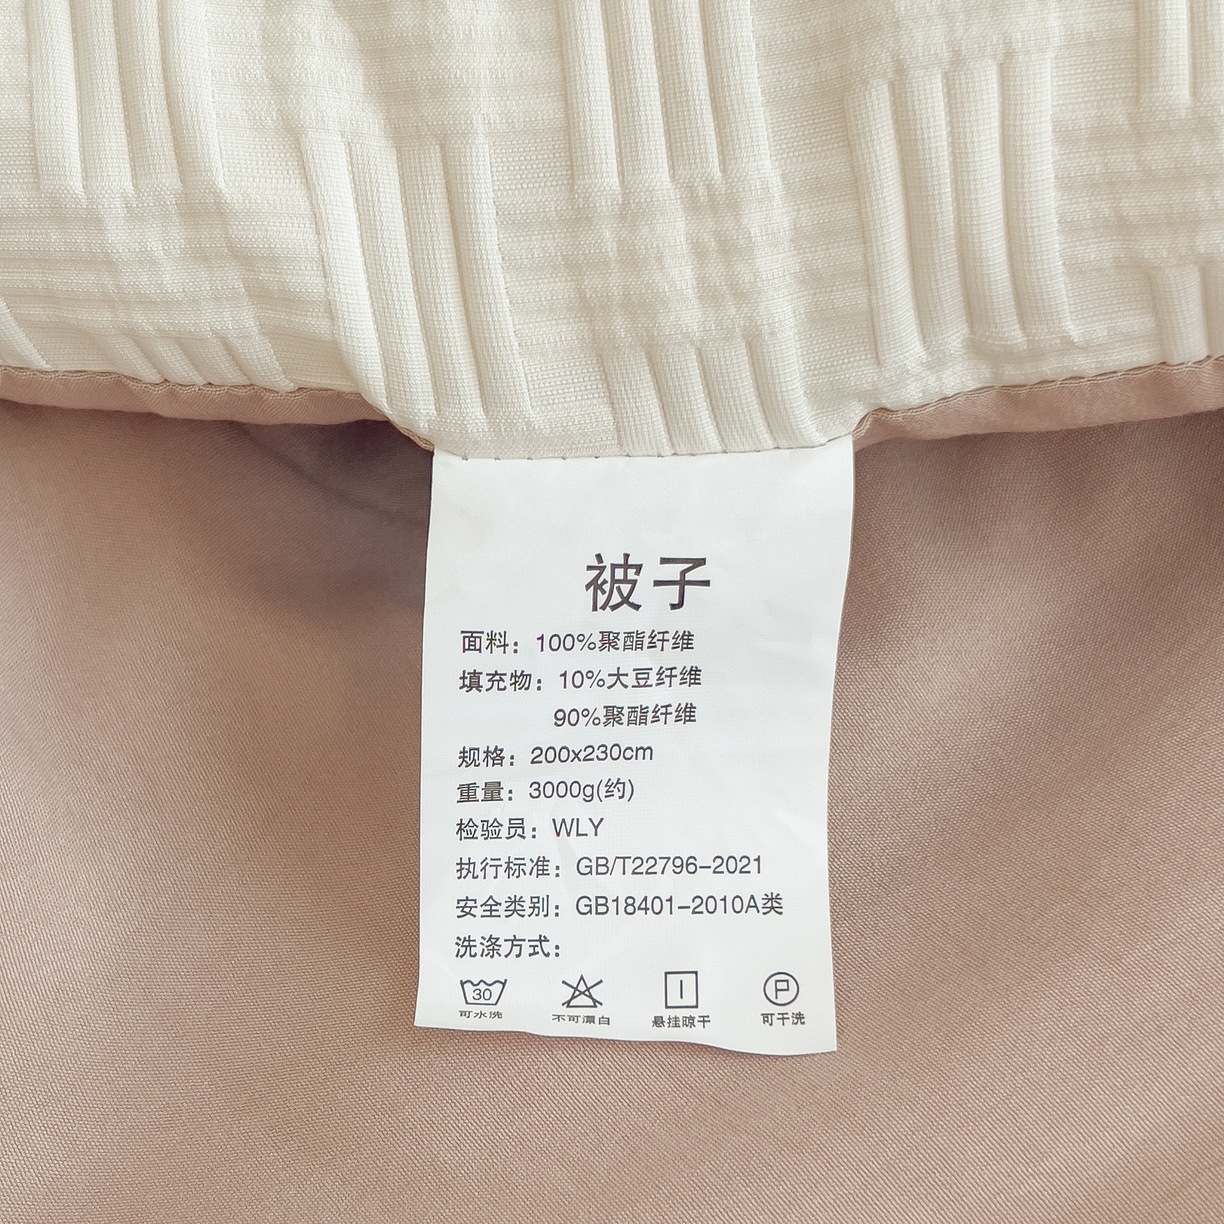 被子
面料：100%聚酯纤维
填充物：10%大豆纤维
90%聚酯纤维
规格：200x230cm
重量：3000g(约)
检验员：WLY
执行标准：GB/T22796-2021
安全类别：GB18401-2010A类
洗涤方式：
30 P
可水洗 不可漂白 悬挂晾干 可干洗